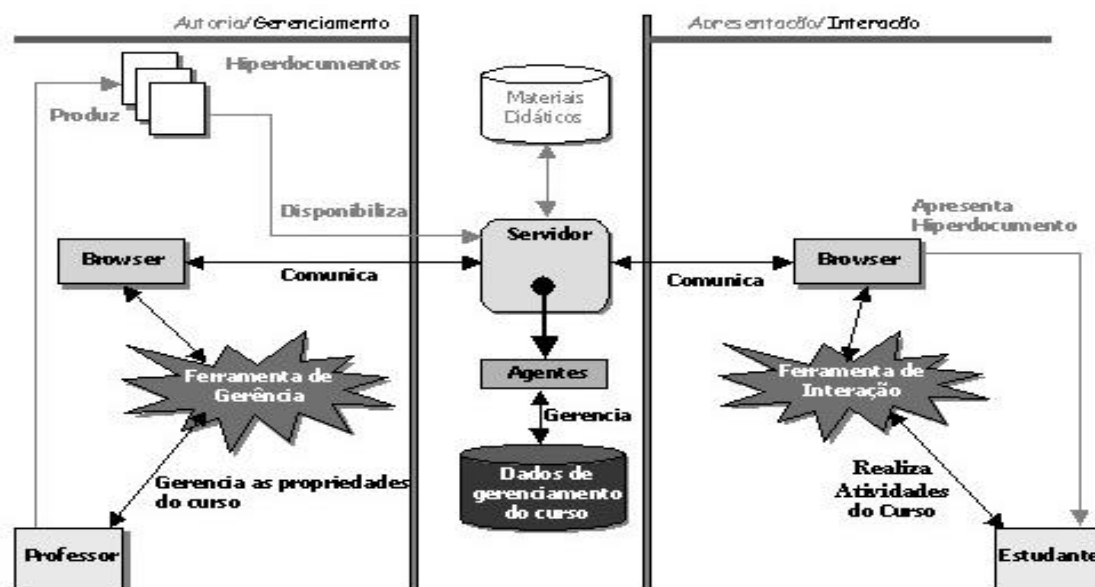 Autoria/Gerenciamento
Apresentação/Interação
Hiperdocumentos
Produz
Materiais
Didáticos
Disponibiliza
Apresenta
Hiperdocumento
Servidor
Browser
Comunica
Comunica
Browser
Ferramenta de
Gerência
Agentes
Ferramenta de
Interação
Gerencia
Gerencia as propriedades
do curso
Dados de
gerenciamento
do curso
Realiza
Atividades
do Curso
Professor
Estudante